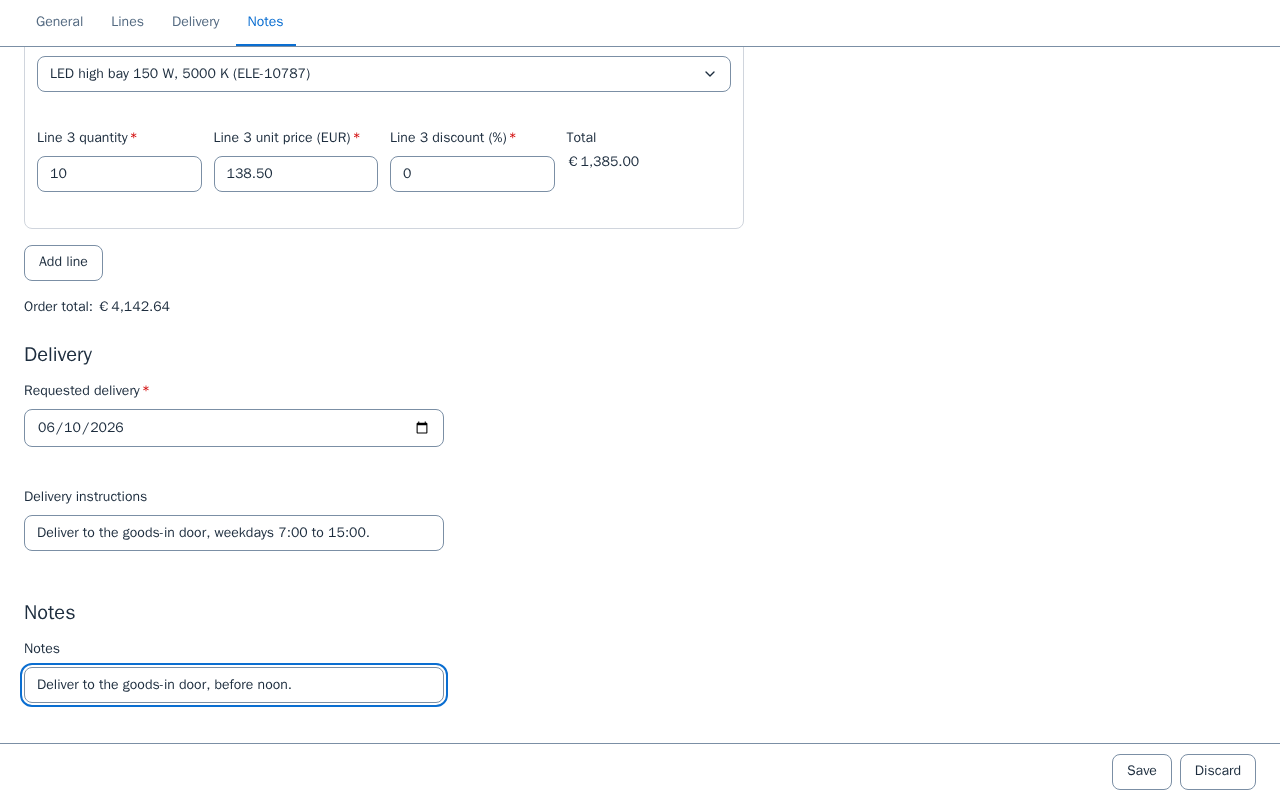 General Lines Delivery Notes
LED high bay 150 W, 5000 K (ELE-10787)
Line 3 quantity* Line 3 unit price (EUR)* Line 3 discount (%)* Total
10 138.50 0 € 1,385.00
Add line
Order total: € 4,142.64
Delivery
Requested delivery*
06/10/2026
Delivery instructions
Deliver to the goods-in door, weekdays 7:00 to 15:00.
Notes
Notes
Deliver to the goods-in door, before noon.
Save Discard